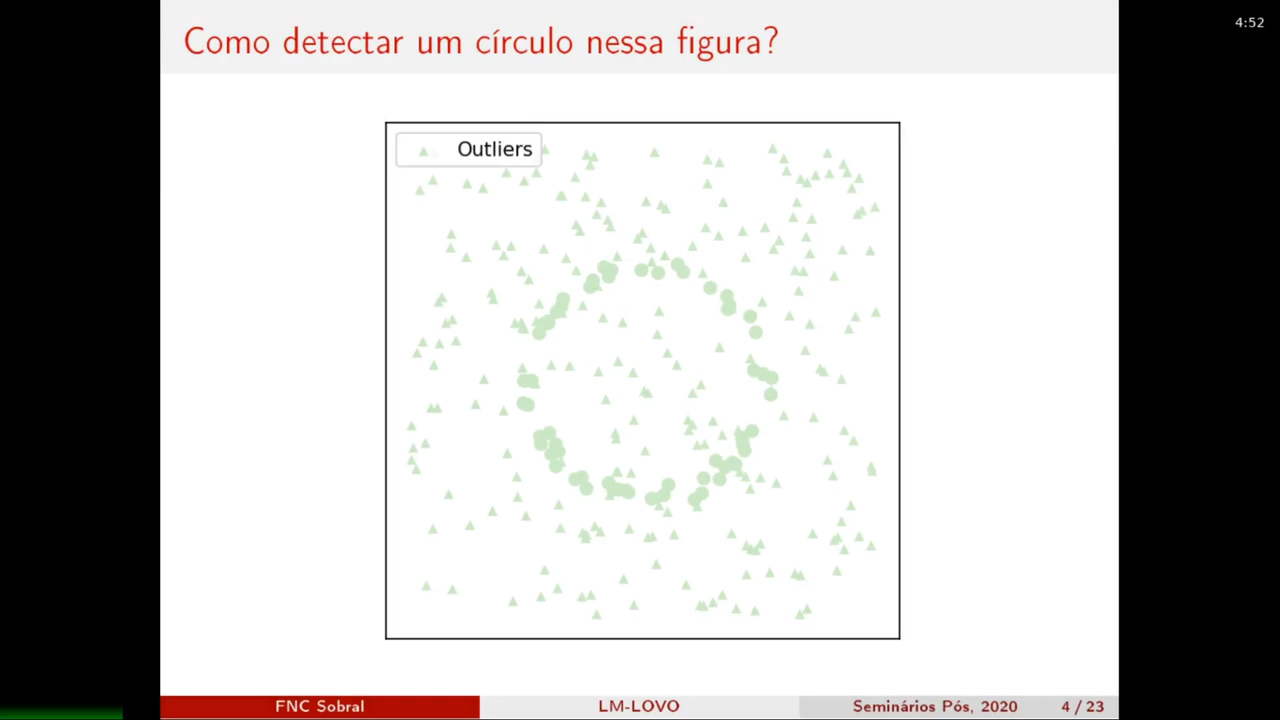 4:52
Como detectar um círculo nessa figura?
Outliers
FNC Sobral
LM-LOVO
Seminários Pós, 2020
4 / 23